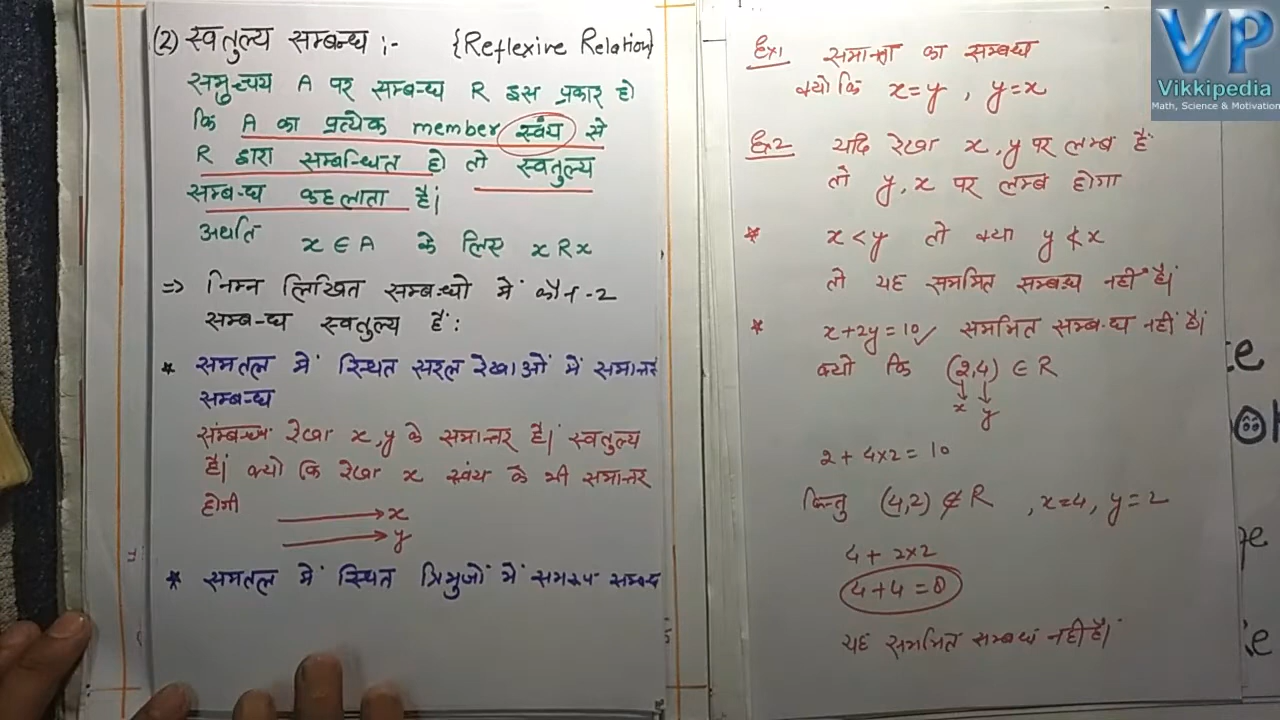 (2) स्वतुल्य सम्बन्ध :- {Reflexive Relation}
समुच्चय A पर सम्बन्ध R इस प्रकार हो
कि A का प्रत्येक member स्वंय से
R द्वारा सम्बन्धित हो तो स्वतुल्य
सम्बन्ध कहलाता है।
अर्थात x ∈ A के लिए x R x
=> निम्न लिखित सम्बन्धो में कौन-2
सम्बन्ध स्वतुल्य हैं:
* समतल में स्थित सरल रेखाओं में समान्तर
सम्बन्ध
संम्बन्ध रेखा x,y के समान्तर है। स्वतुल्य
है। क्यो कि रेखा x स्वंय के भी समान्तर
होगी
x
y
* समतल में स्थित त्रिभुजों में समरूप सम्बन्ध
Ex1 समानता का सम्बन्ध
क्यो कि x=y , y=x
Ex2 यदि रेखा x,y पर लम्ब है
तो y,x पर लम्ब होगा
* x<y तो क्या y≮x
तो यह सममित सम्बन्ध नहीं है।
* x+2y=10, सममित सम्बन्ध नहीं है।
क्यो कि (2,4) ∈ R
x y
2+4×2=10
किन्तु (4,2) ∉ R , x=4, y=2
4+2×2
4+4=8
यह सममित सम्बधं नही है।
VP
Vikkipedia
Math, Science & Motivation